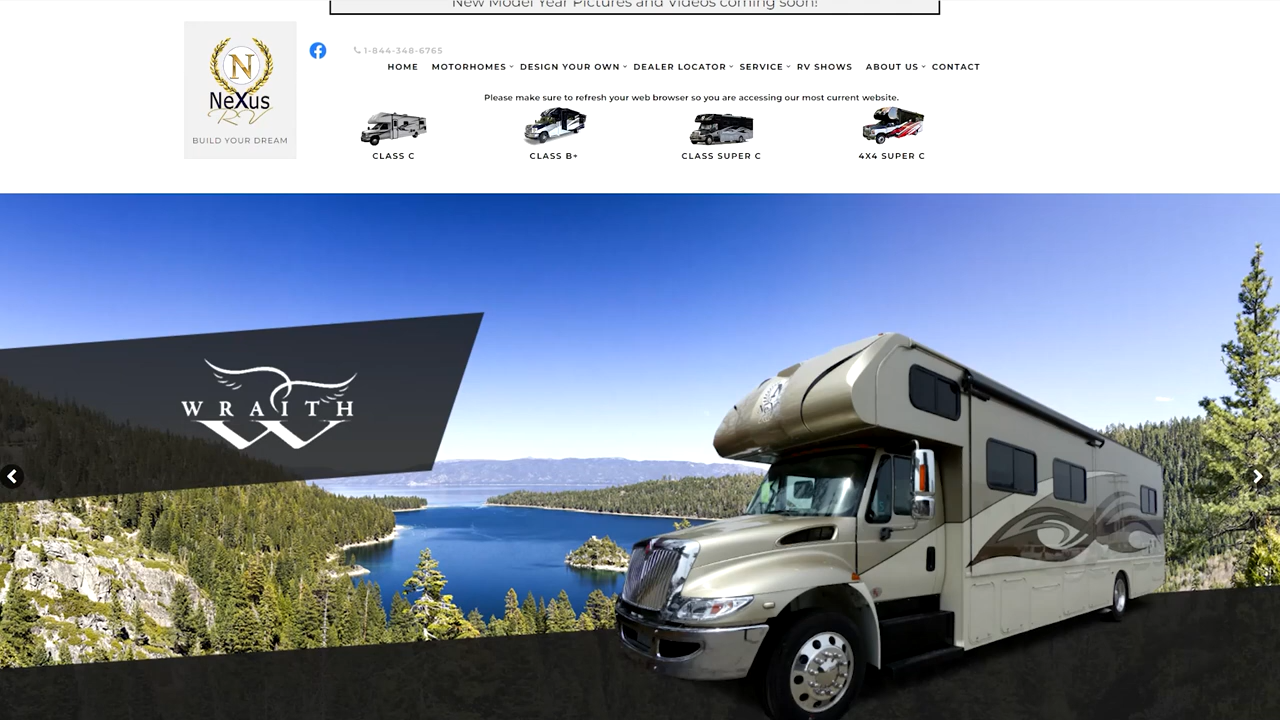 New Model Year Pictures and Videos coming soon!
1-844-348-6765
HOME MOTORHOMES DESIGN YOUR OWN DEALER LOCATOR SERVICE RV SHOWS ABOUT US CONTACT
N
NeXus
RV
BUILD YOUR DREAM
Please make sure to refresh your web browser so you are accessing our most current website.
CLASS C CLASS B+ CLASS SUPER C 4X4 SUPER C
WRAITH